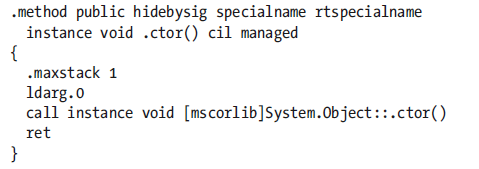 .method public hidebysig specialname rtspecialname
instance void .ctor() cil managed
{
.maxstack 1
ldarg.0
call instance void [mscorlib]System.Object::.ctor()
ret
}